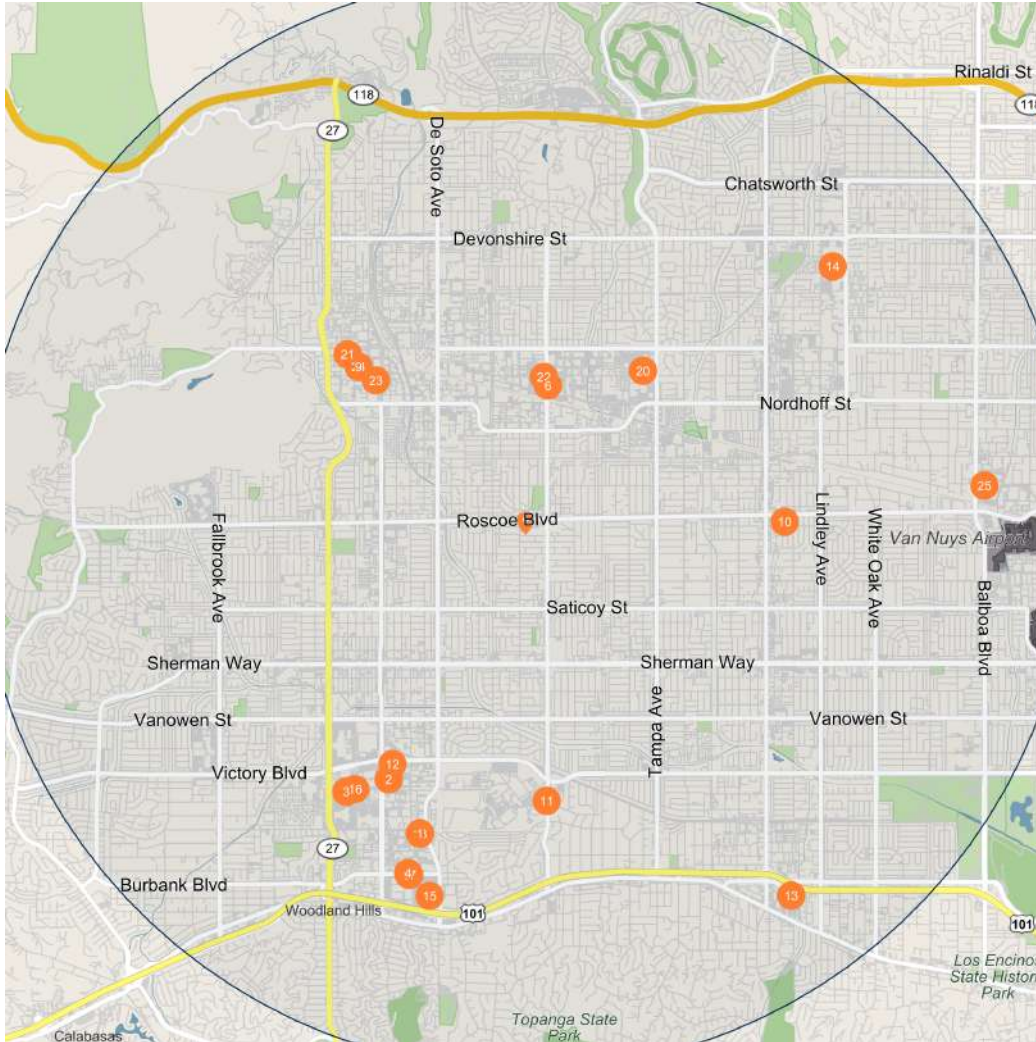 Rinaldi St
118
118
27
De Soto Ave
Chatsworth St
Devonshire St
14
21
23
22
6
20
Nordhoff St
25
Roscoe Blvd
10
Fallbrook Ave
Lindley Ave
White Oak Ave
Van Nuys Airport
Balboa Blvd
Saticoy St
Sherman Way
Sherman Way
Tampa Ave
Vanowen St
Vanowen St
12
Victory Blvd
2
3
16
11
27
4
Burbank Blvd
15
13
Woodland Hills
101
101
Los Encino
State Histor
Park
Topanga State
Park
Calabasas